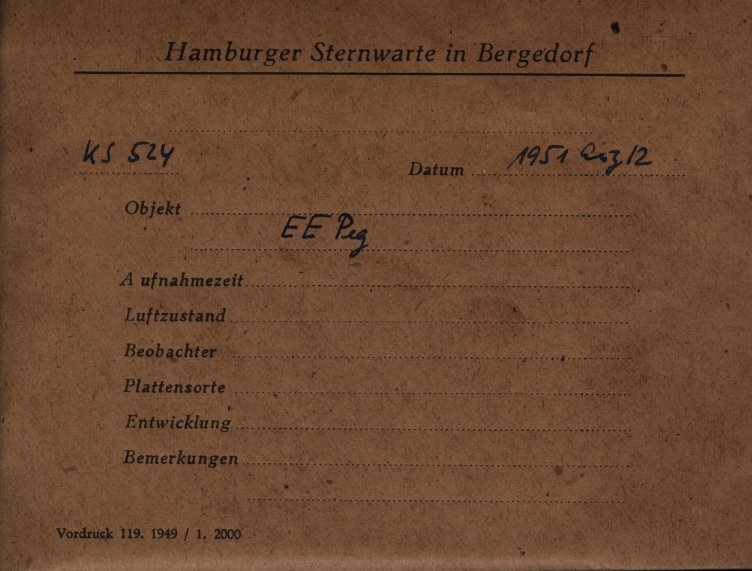 Hamburger Sternwarte in Bergedorf
KS 524
Datum 1951 Aug 12
Objekt
EE Peg
Aufnahmezeit
Luftzustand
Beobachter
Plattensorte
Entwicklung
Bemerkungen
Vordruck 119. 1949 / 1. 2000